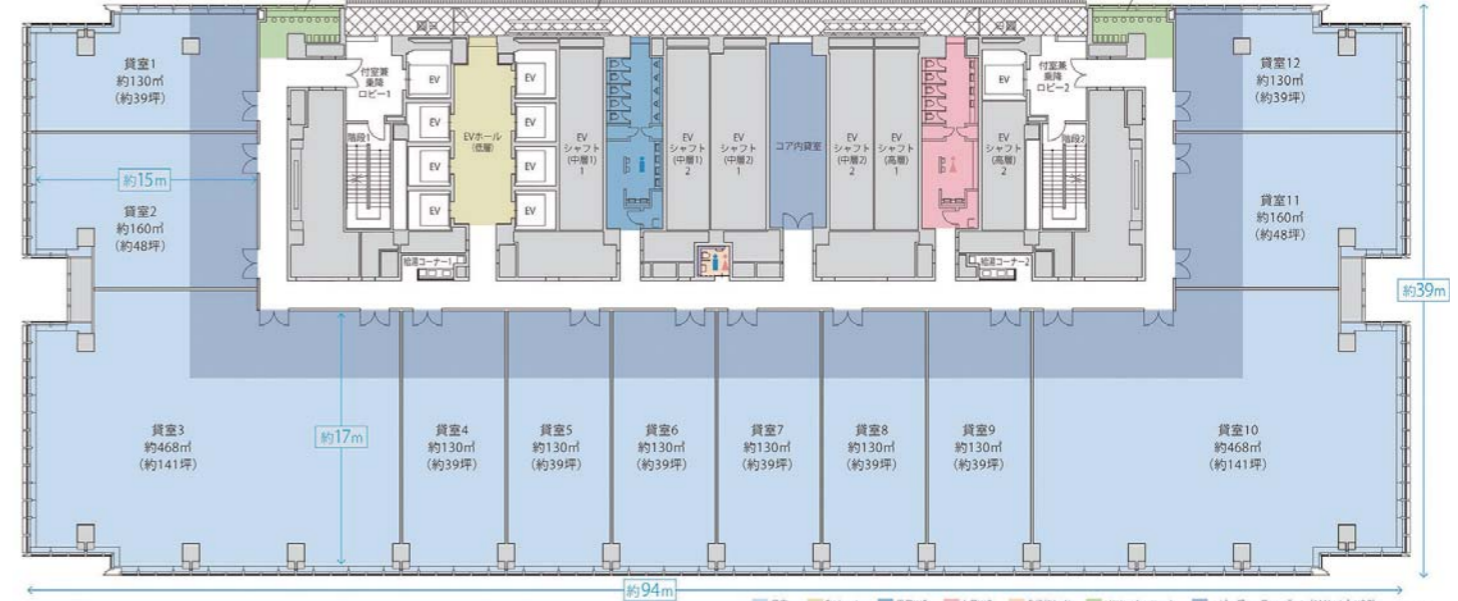 貸室1
約130㎡
(約39坪)
付室兼
乗降
ロビー1
EV
EV
EV
EV
EVホール
(低層)
EV
EV
EV
EV
EV
シャフト
(中層1)
1
EV
シャフト
(中層1)
2
EV
シャフト
(中層2)
1
コア内貸室
EV
シャフト
(中層2)
2
EV
シャフト
(高層)
1
EV
シャフト
(高層)
2
EV
付室兼
乗降
ロビー2
貸室12
約130㎡
(約39坪)
階段1
階段2
約15m
貸室2
約160㎡
(約48坪)
貸室11
約160㎡
(約48坪)
給湯コーナー1
給湯コーナー2
約39m
貸室3
約468㎡
(約141坪)
約17m
貸室4
約130㎡
(約39坪)
貸室5
約130㎡
(約39坪)
貸室6
約130㎡
(約39坪)
貸室7
約130㎡
(約39坪)
貸室8
約130㎡
(約39坪)
貸室9
約130㎡
(約39坪)
貸室10
約468㎡
(約141坪)
約94m